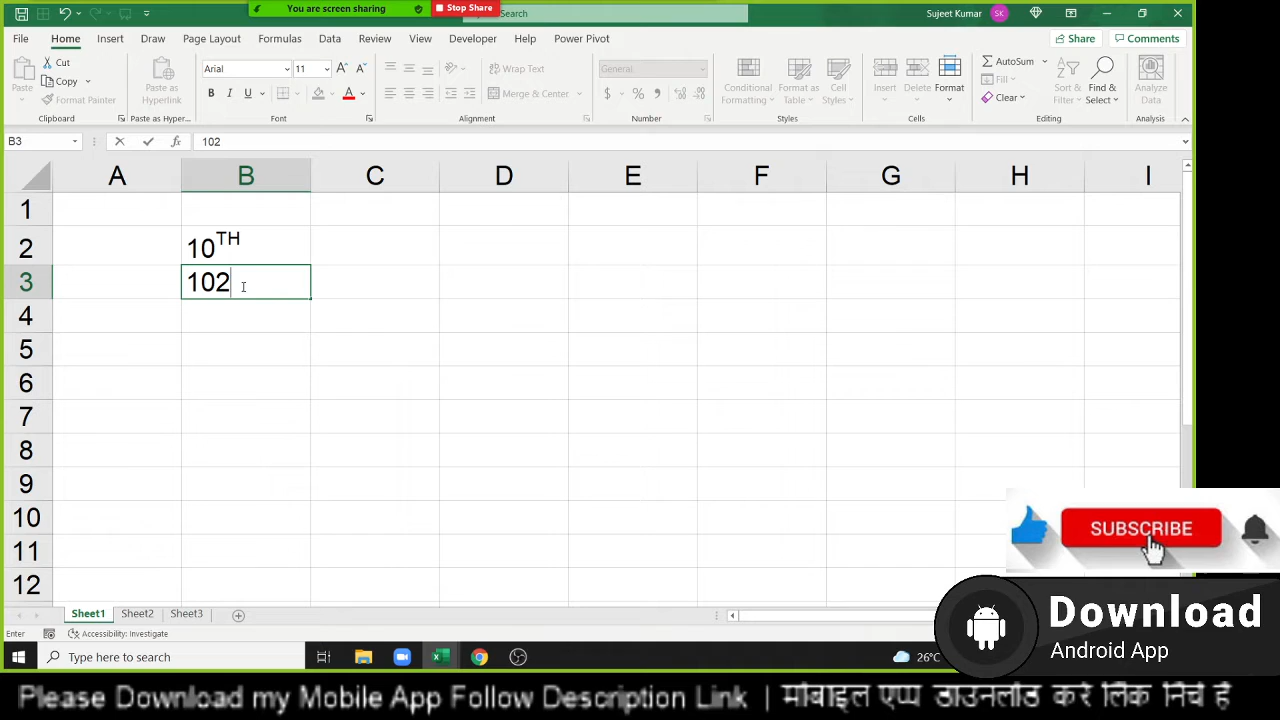 You are screen sharing
Stop Share
Search
Sujeet Kumar
SK
File Home Insert Draw Page Layout Formulas Data Review View Developer Help Power Pivot
Share
Comments
Paste
Cut
Copy
Format Painter
Clipboard
Paste as Hyperlink
Paste as Hyper...
Arial
11
A A
B I U A
Font
Wrap Text
Merge & Center
Alignment
General
$ % ,
Number
Conditional Formatting
Format as Table
Cell Styles
Styles
Insert
Delete
Format
Cells
AutoSum
Fill
Clear
Sort & Filter
Find & Select
Editing
Analyze Data
Analysis
B3
fx
102
A B C D E F G H I
1
2 10TH
3 102
4
5
6
7
8
9
10
11
12
SUBSCRIBE
Sheet1 Sheet2 Sheet3
Enter
Accessibility: Investigate
Download
Android App
Type here to search
26°C
Please Download my Mobile App Follow Description Link | मोबाइल एप्प डाउनलोड करे लिंक निचे है